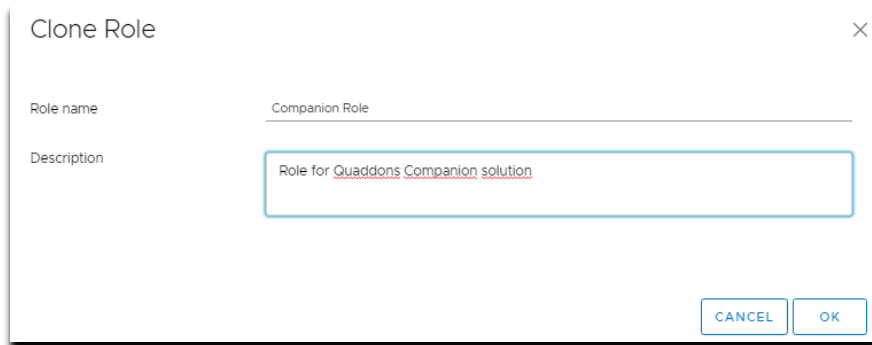 Clone Role
Role name
Companion Role
Description
Role for Quaddons Companion solution
CANCEL
OK